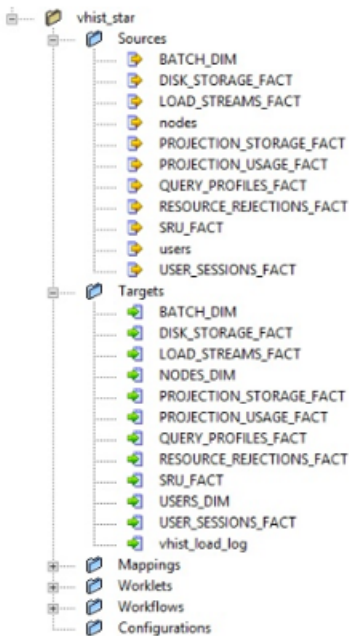 vhist_star
Sources
BATCH_DIM
DISK_STORAGE_FACT
LOAD_STREAMS_FACT
nodes
PROJECTION_STORAGE_FACT
PROJECTION_USAGE_FACT
QUERY_PROFILES_FACT
RESOURCE_REJECTIONS_FACT
SRU_FACT
users
USER_SESSIONS_FACT
Targets
BATCH_DIM
DISK_STORAGE_FACT
LOAD_STREAMS_FACT
NODES_DIM
PROJECTION_STORAGE_FACT
PROJECTION_USAGE_FACT
QUERY_PROFILES_FACT
RESOURCE_REJECTIONS_FACT
SRU_FACT
USERS_DIM
USER_SESSIONS_FACT
vhist_load_log
Mappings
Worklets
Workflows
Configurations